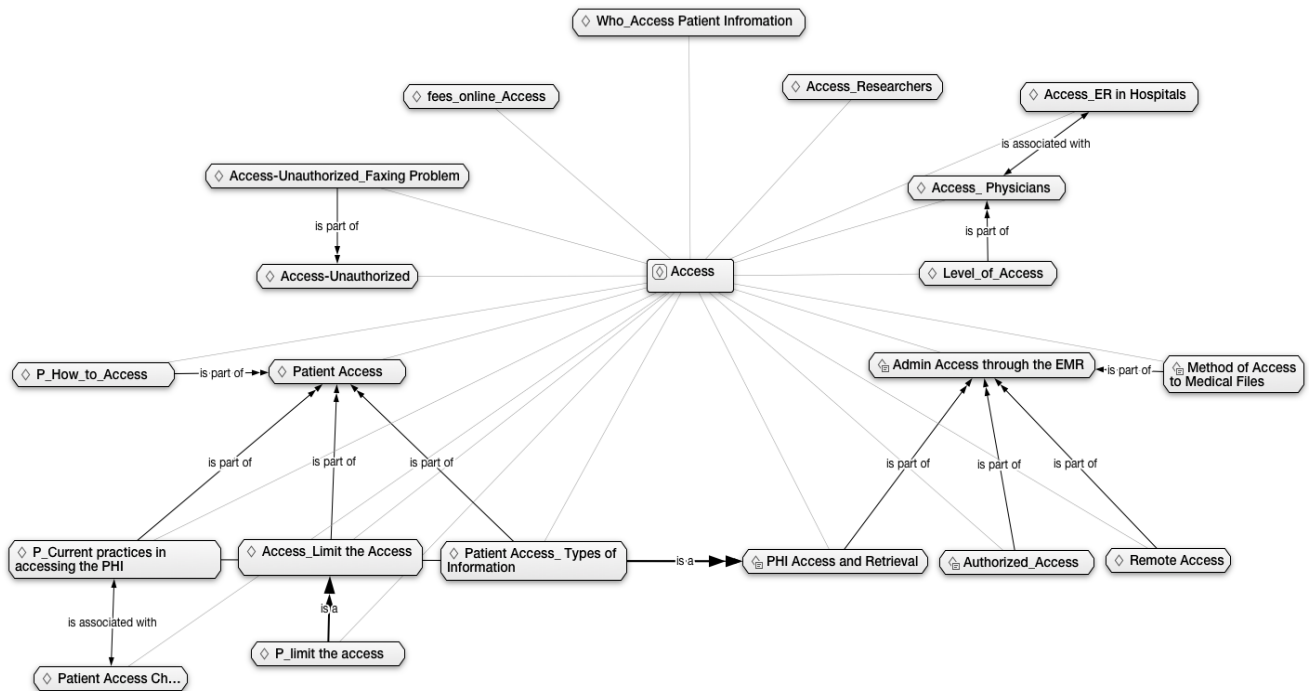 Who_Access Patient Infromation
fees_online_Access
Access_Researchers
Access_ER in Hospitals
is associated with
Access-Unauthorized_Faxing Problem
Access_ Physicians
is part of
is part of
Access-Unauthorized
Access
Level_of_Access
P_How_to_Access
is part of
Patient Access
Admin Access through the EMR
is part of
Method of Access
to Medical Files
is part of
is part of
is part of
is part of
is part of
is part of
P_Current practices in
accessing the PHI
Access_Limit the Access
Patient Access_ Types of
Information
is a
PHI Access and Retrieval
Authorized_Access
Remote Access
is associated with
is a
P_limit the access
Patient Access Ch...